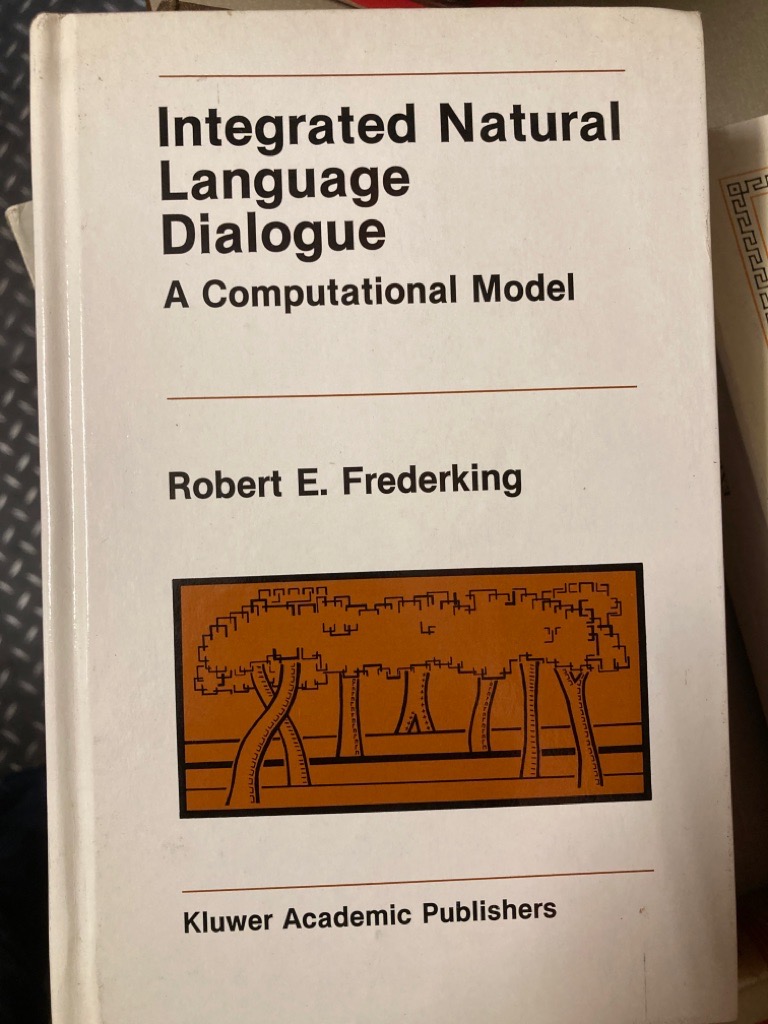 Integrated Natural
Language
Dialogue
A Computational Model
Robert E. Frederking
Kluwer Academic Publishers